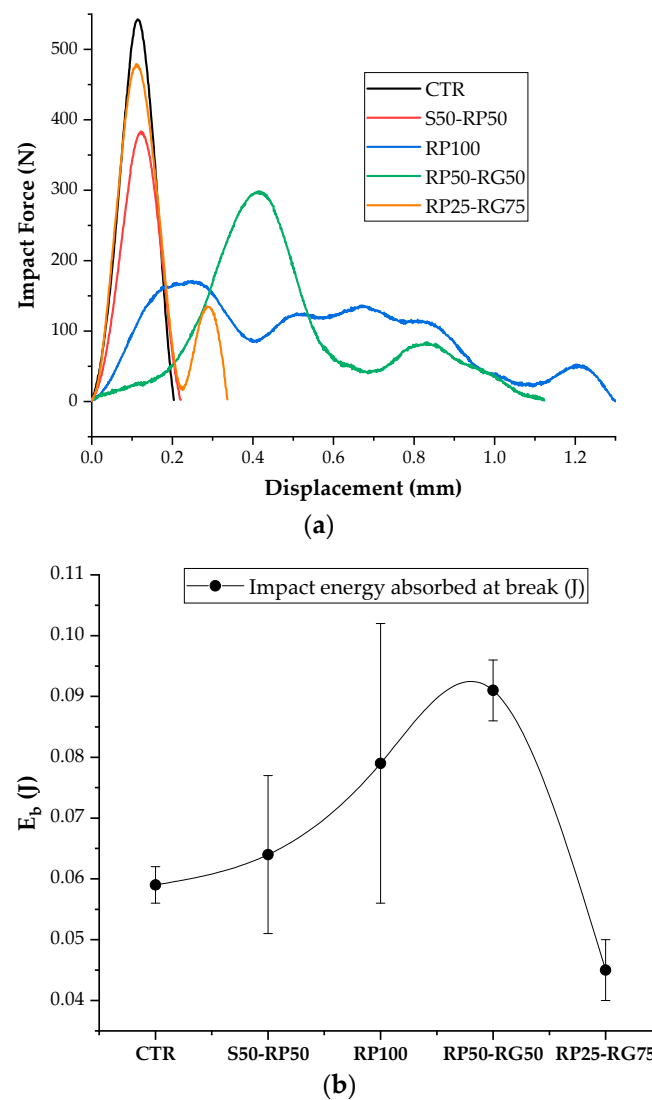 500
400
300
200
100
0
Impact Force (N)
CTR
S50-RP50
RP100
RP50-RG50
RP25-RG75
0.0 0.2 0.4 0.6 0.8 1.0 1.2
Displacement (mm)
(a)
0.11
0.10
0.09
0.08
0.07
0.06
0.05
0.04
E_b (J)
Impact energy absorbed at break (J)
CTR S50-RP50 RP100 RP50-RG50 RP25-RG75
(b)